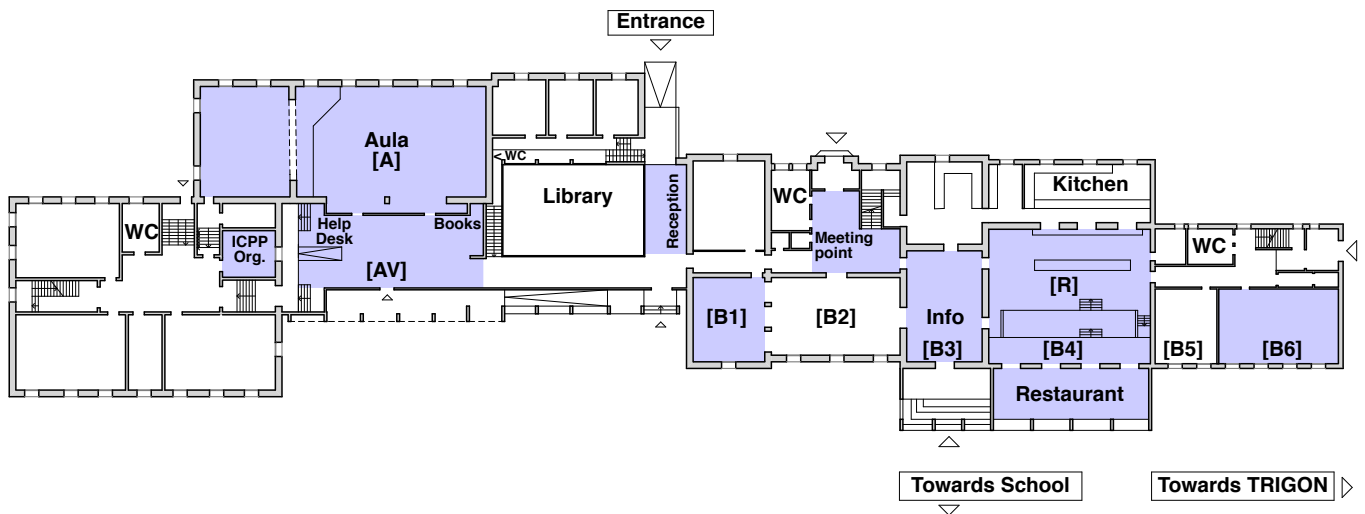 Entrance
Aula
[A]
WC
Library
Reception
Help
Desk
Books
[AV]
WC
ICPP
Org.
WC
Meeting
point
Kitchen
WC
[B1]
[B2]
Info
[B3]
[R]
[B4]
[B5]
[B6]
Restaurant
Towards School
Towards TRIGON